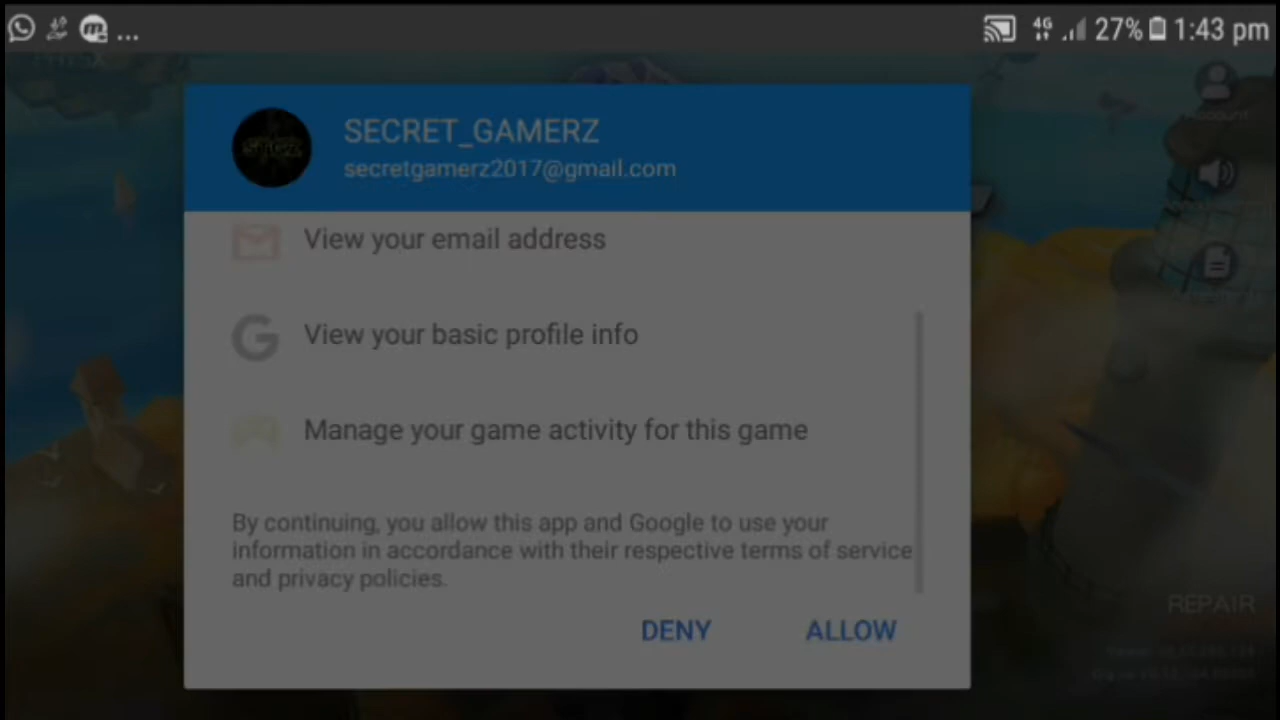 ... 4G 27% 1:43 pm
SECRET_GAMERZ
secretgamerz2017@gmail.com
View your email address
View your basic profile info
Manage your game activity for this game
By continuing, you allow this app and Google to use your
information in accordance with their respective terms of service
and privacy policies.
DENY ALLOW
REPAIR